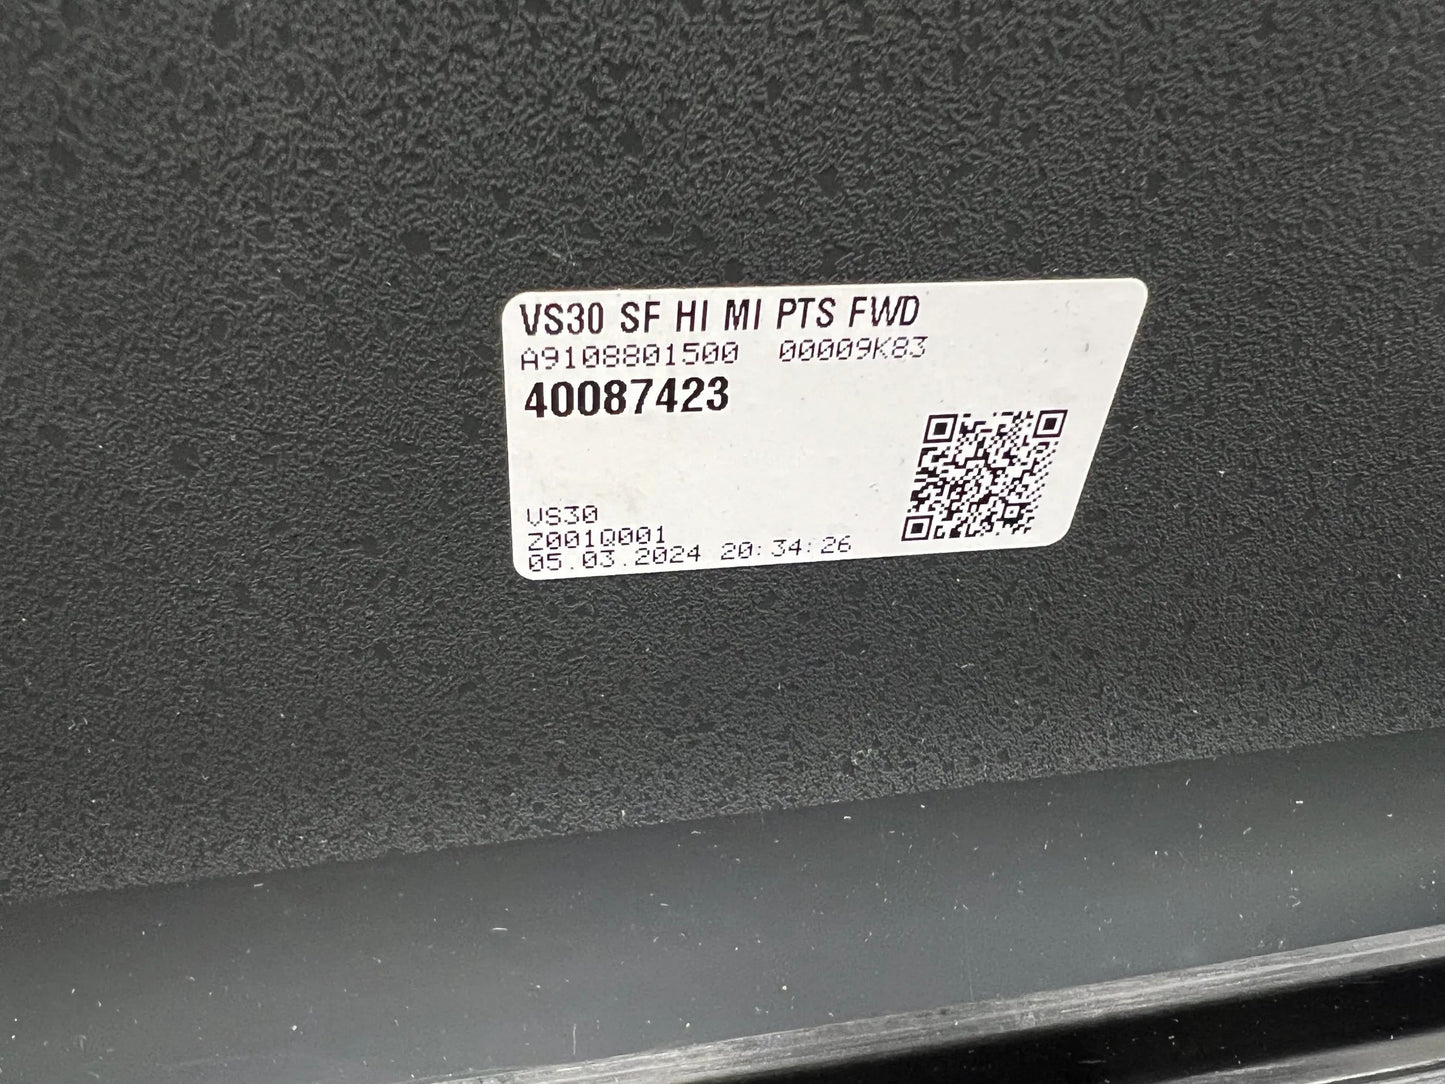 VS30 SF HI MI PTS FWD
A9108801500 00009K83
40087423
VS30
Z001Q001
05.03.2024 20:34:26